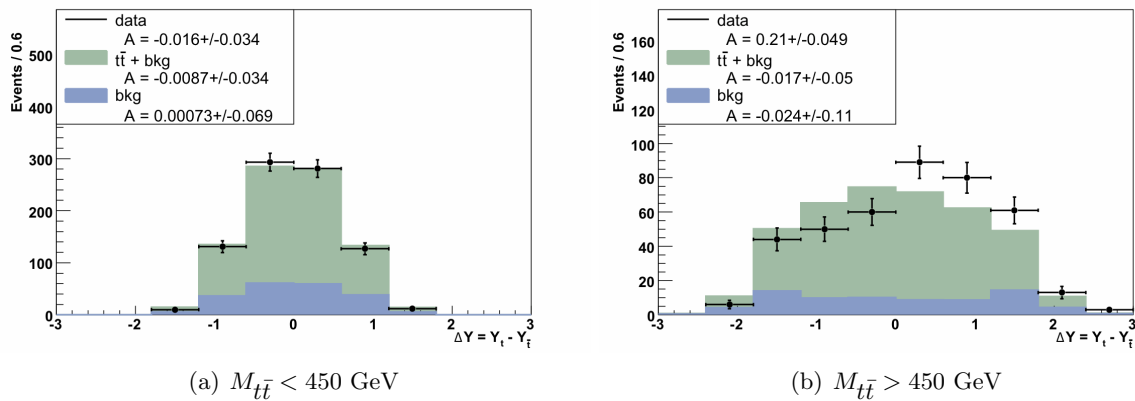 data
A = -0.016+/-0.034
tt̄ + bkg
A = -0.0087+/-0.034
bkg
A = 0.00073+/-0.069
Events / 0.6
500
400
300
200
100
0
-3 -2 -1 0 1 2 3
ΔY = Y_t - Y_t̄
(a) M_tt̄ < 450 GeV
data
A = 0.21+/-0.049
tt̄ + bkg
A = -0.017+/-0.05
bkg
A = -0.024+/-0.11
Events / 0.6
160
140
120
100
80
60
40
20
0
-3 -2 -1 0 1 2 3
ΔY = Y_t - Y_t̄
(b) M_tt̄ > 450 GeV